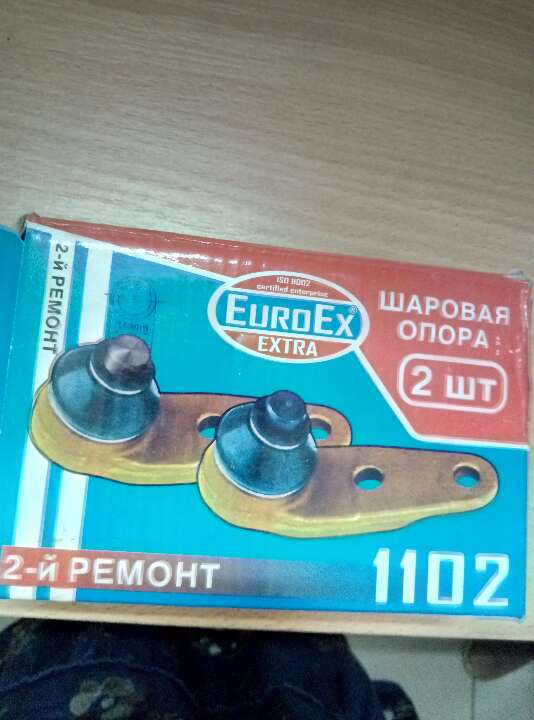 2-й РЕМОНТ
ISO 9002
certified enterprise
EUROEX
EXTRA
ШАРОВАЯ
ОПОРА
2 ШТ
2-й РЕМОНТ
1102